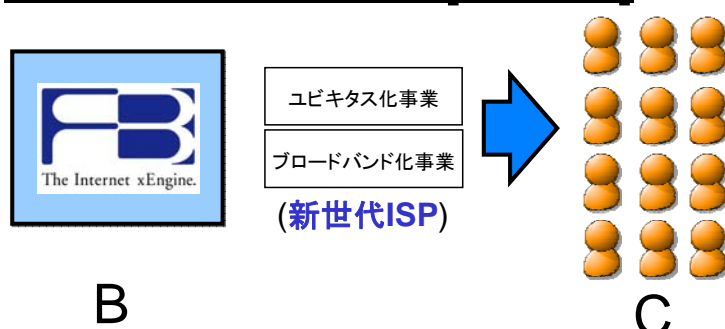 FB
The Internet xEngine.
ユビキタス化事業
ブロードバンド化事業
(新世代ISP)
B
C